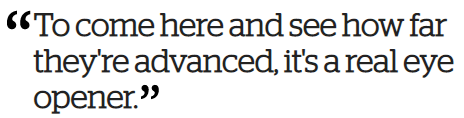 “To come here and see how far
they're advanced, it's a real eye
opener.”